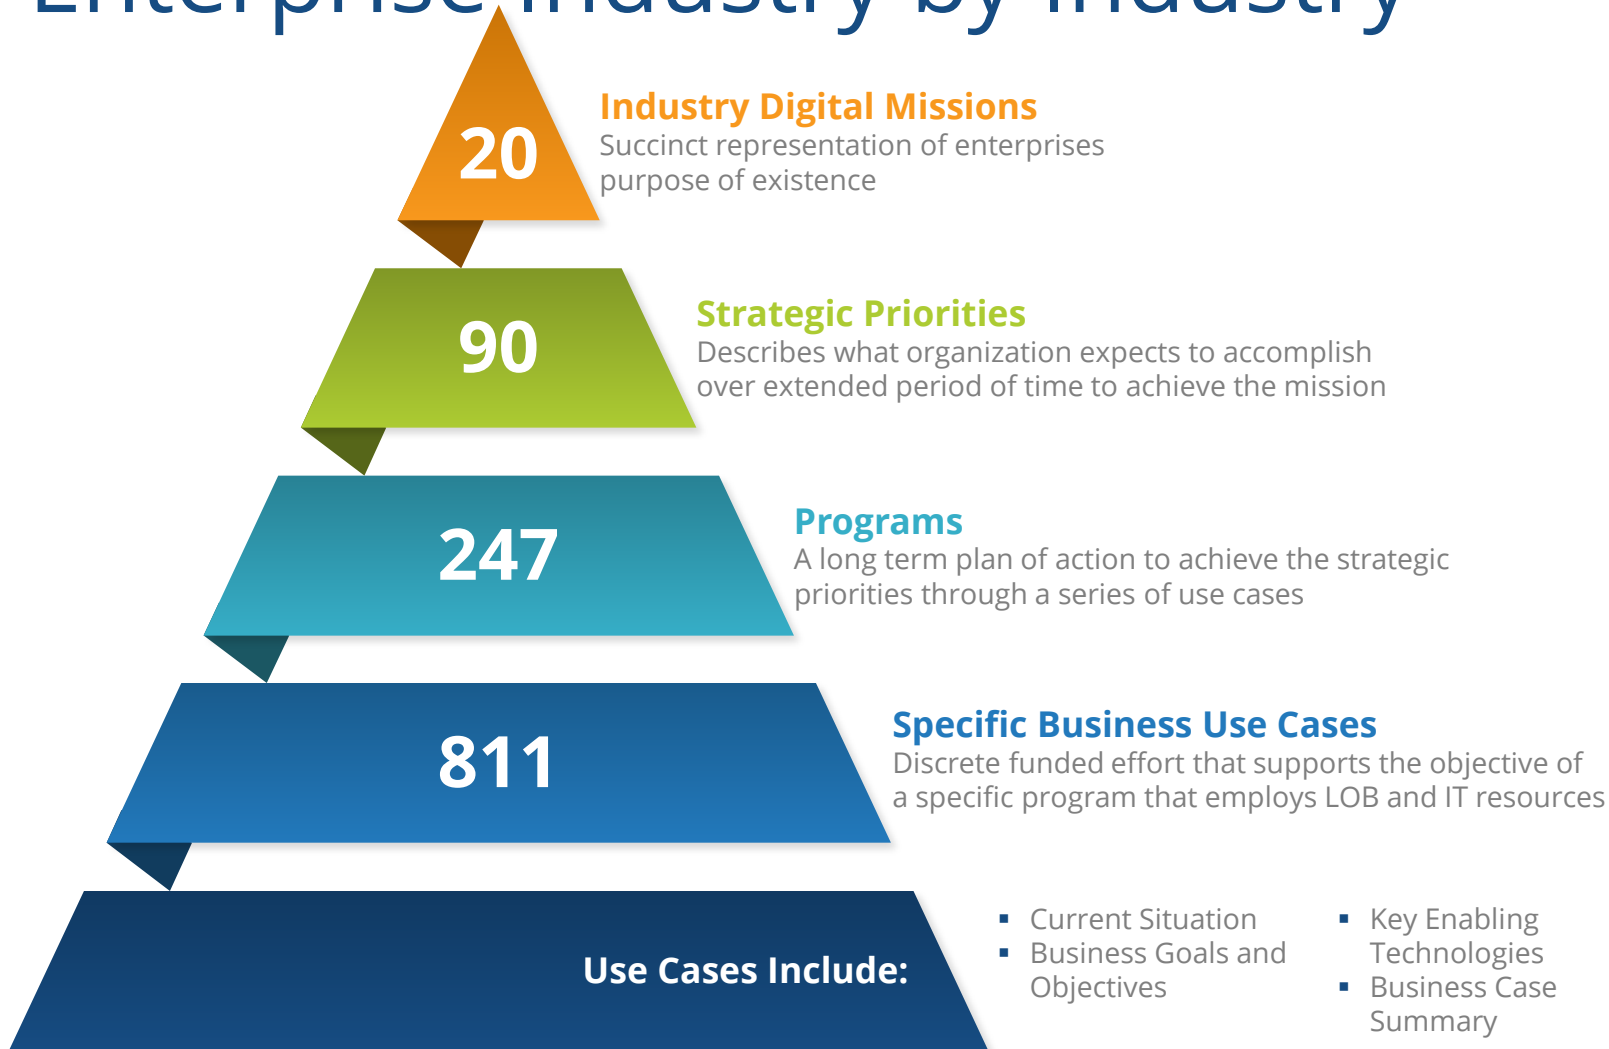 Enterprise Industry by Industry
20
Industry Digital Missions
Succinct representation of enterprises
purpose of existence
90
Strategic Priorities
Describes what organization expects to accomplish
over extended period of time to achieve the mission
247
Programs
A long term plan of action to achieve the strategic
priorities through a series of use cases
811
Specific Business Use Cases
Discrete funded effort that supports the objective of
a specific program that employs LOB and IT resources
Use Cases Include:
▪ Current Situation
▪ Business Goals and
Objectives
▪ Key Enabling
Technologies
▪ Business Case
Summary